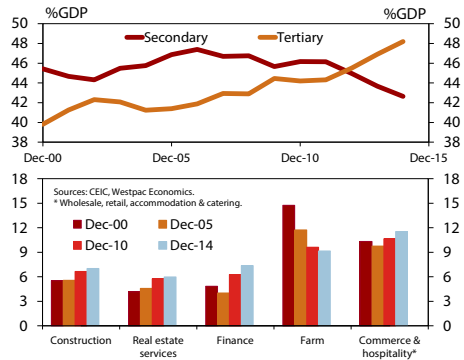 %GDP %GDP
50 50
48 48
46 46
44 44
42 42
40 40
38 38
Secondary Tertiary
Dec-00 Dec-05 Dec-10 Dec-15
18 18
15 15
12 12
9 9
6 6
3 3
0 0
Sources: CEIC, Westpac Economics.
* Wholesale, retail, accommodation & catering.
Dec-00 Dec-05
Dec-10 Dec-14
Construction Real estate Finance Farm Commerce &
services hospitality*